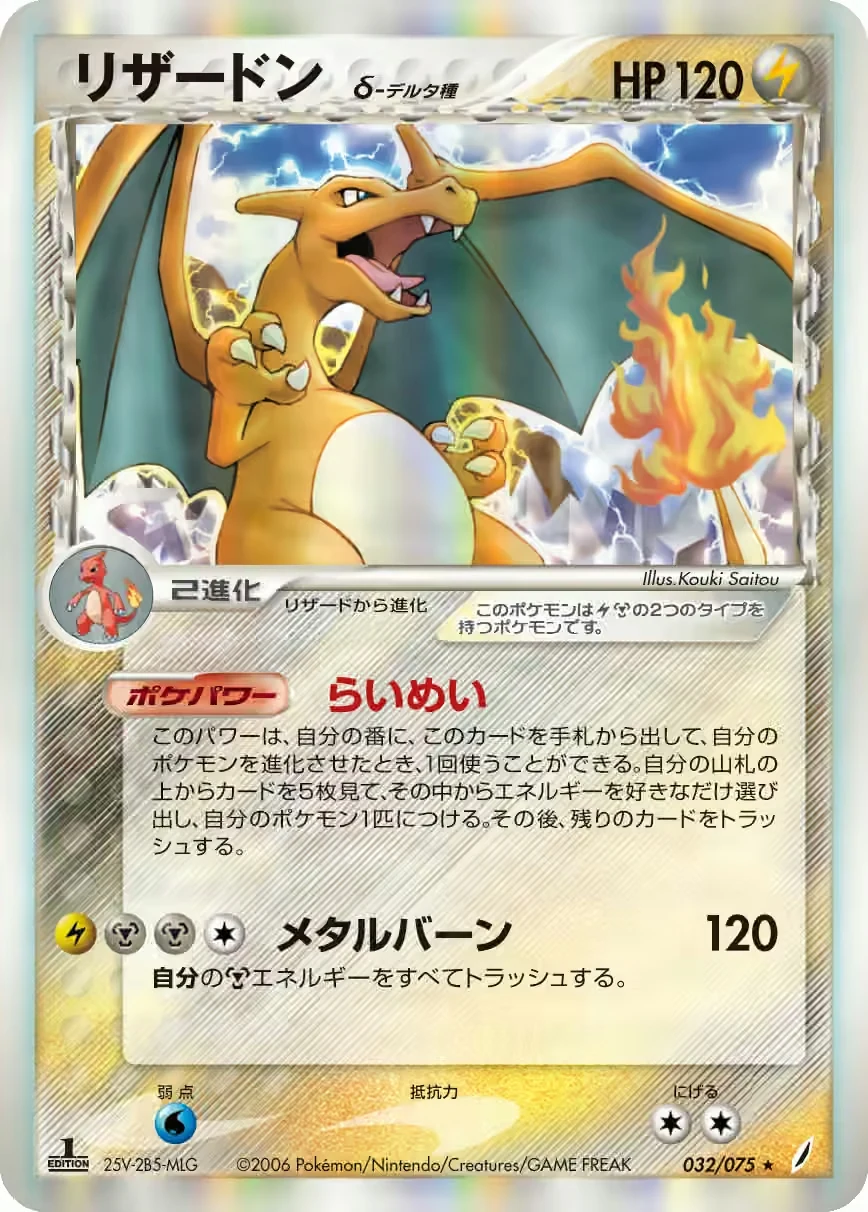 リザードン δ-デルタ種 HP 120
Illus. Kouki Saitou
己進化
リザードから進化
このポケモンはの2つのタイプを
持つポケモンです。
ポケパワー らいめい
このパワーは、自分の番に、このカードを手札から出して、自分の
ポケモンを進化させたとき、1回使うことができる。自分の山札の
上からカードを5枚見て、その中からエネルギーを好きなだけ選び
出し、自分のポケモン1匹につける。その後、残りのカードをトラッ
シュする。
メタルバーン 120
自分のエネルギーをすべてトラッシュする。
弱点 抵抗力 にげる
1 EDITION 25V-2B5-MLG ©2006 Pokémon/Nintendo/Creatures/GAME FREAK 032/075 ★